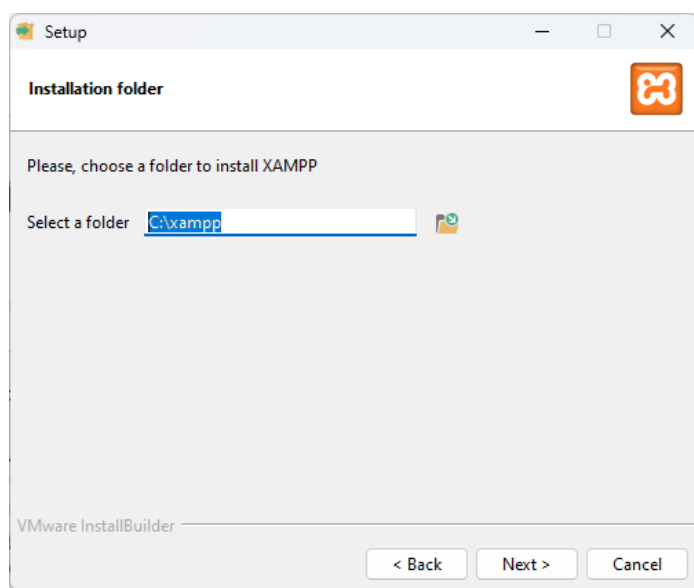 Setup
Installation folder
Please, choose a folder to install XAMPP
Select a folder C:\xampp
VMware InstallBuilder
< Back Next > Cancel